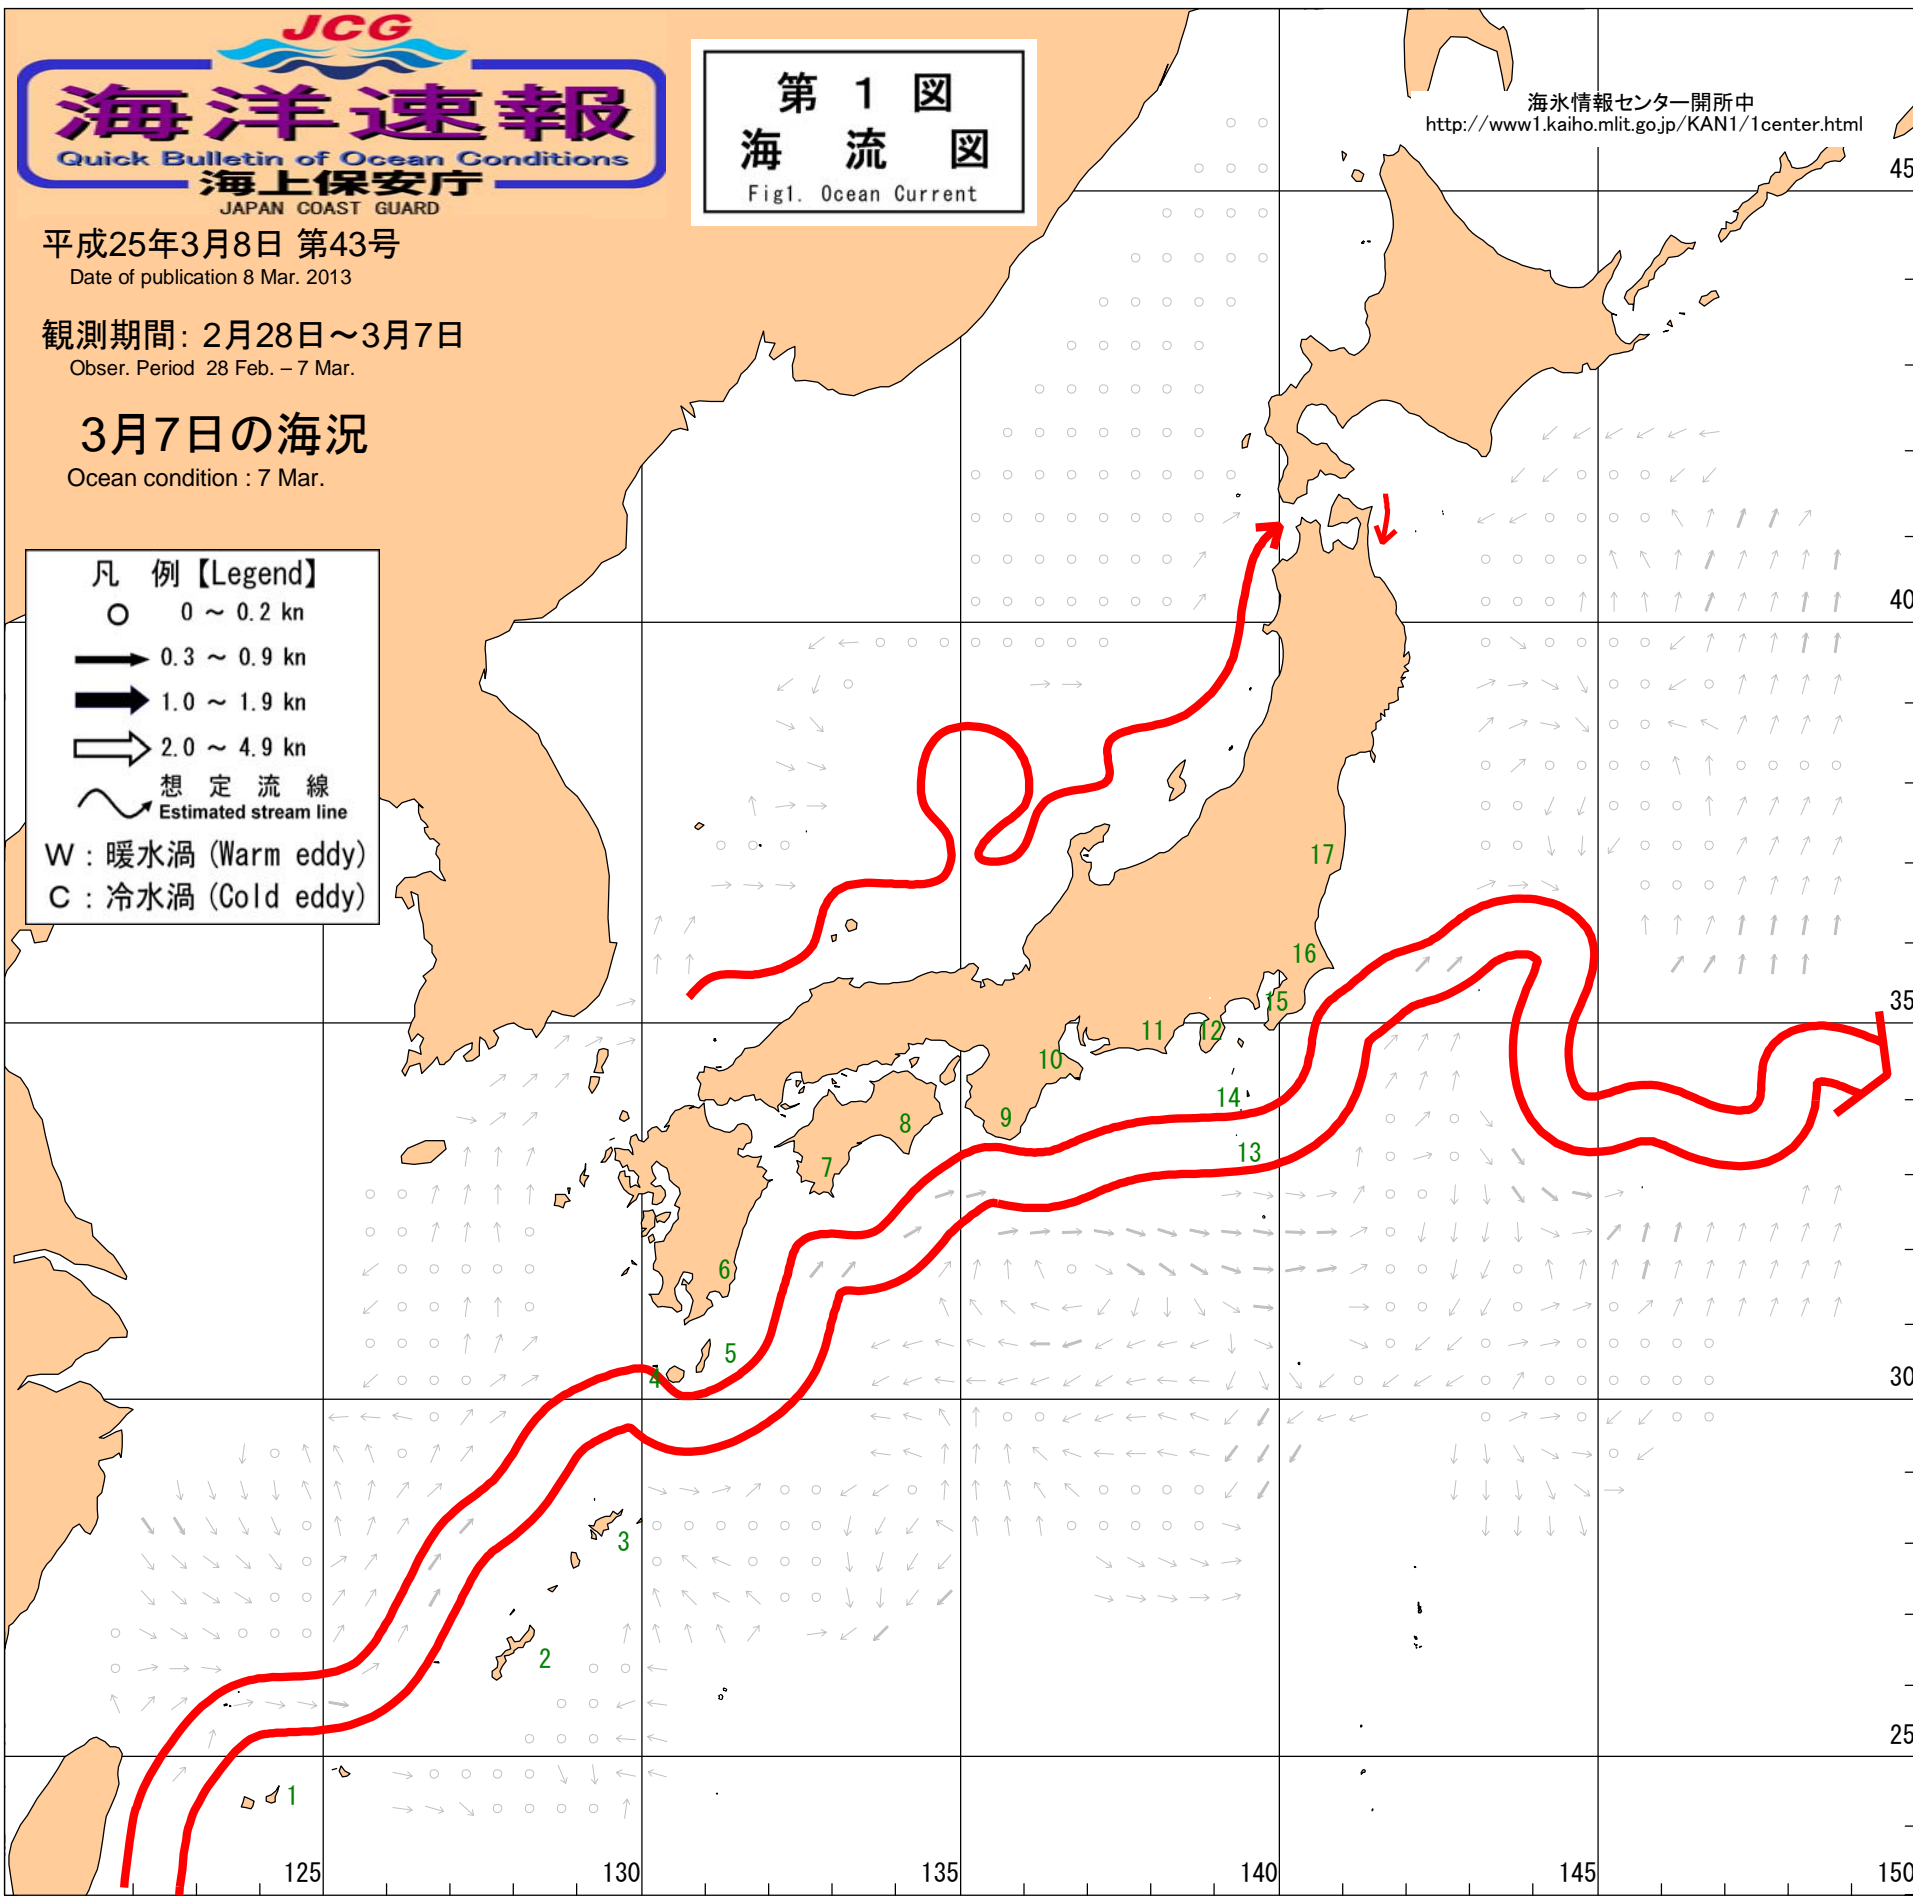 JCG
海洋速報
Quick Bulletin of Ocean Conditions
海上保安庁
JAPAN COAST GUARD
平成25年3月8日 第43号
Date of publication 8 Mar. 2013
観測期間: 2月28日～3月7日
Obser. Period 28 Feb. – 7 Mar.
3月7日の海況
Ocean condition : 7 Mar.
第 1 図
海 流 図
Fig1. Ocean Current
海氷情報センター開所中
http://www1.kaiho.mlit.go.jp/KAN1/1center.html
凡 例【Legend】
0 ～ 0.2 kn
0.3 ～ 0.9 kn
1.0 ～ 1.9 kn
2.0 ～ 4.9 kn
想 定 流 線
Estimated stream line
W : 暖水渦 (Warm eddy)
C : 冷水渦 (Cold eddy)
45
40
35
30
25
17
16
15
12
11
10
14
9
8
13
7
6
5
4
3
2
1
125
130
135
140
145
150